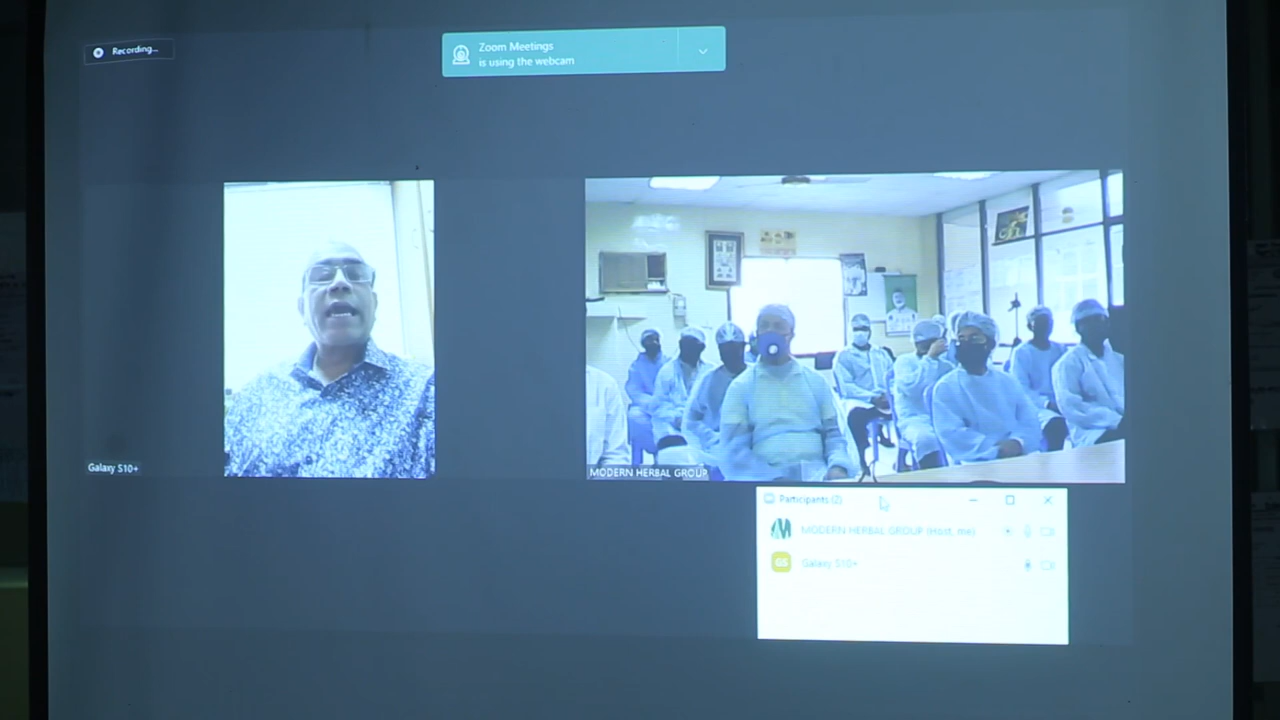 Recording...
Zoom Meetings
is using the webcam
Galaxy S10+
MODERN HERBAL GROUP
Participants (2)
MODERN HERBAL GROUP (Host, me)
GS
Galaxy S10+